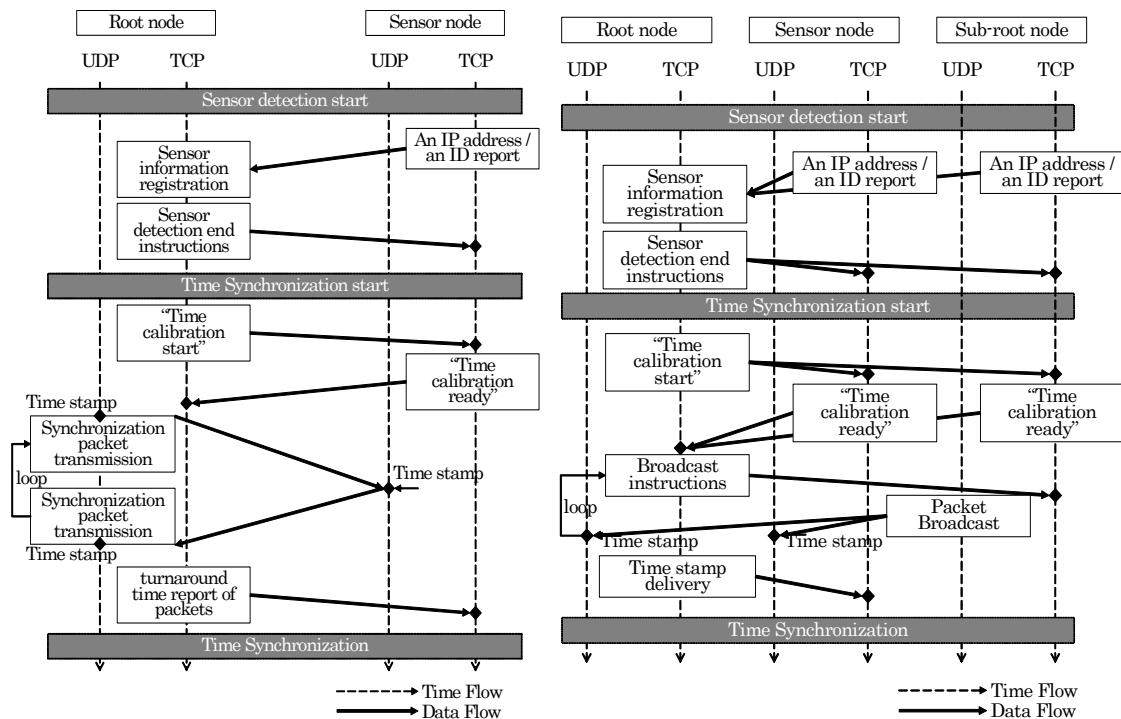 Root node
Sensor node
UDP
TCP
UDP
TCP
Sensor detection start
An IP address /
an ID report
Sensor
information
registration
Sensor
detection end
instructions
Time Synchronization start
“Time
calibration
start”
“Time
calibration
ready”
Time stamp
Synchronization
packet
transmission
loop
Time stamp
Synchronization
packet
transmission
Time stamp
turnaround
time report of
packets
Time Synchronization
Time Flow
Data Flow
Root node
Sensor node
Sub-root node
UDP
TCP
UDP
TCP
UDP
TCP
Sensor detection start
An IP address /
an ID report
An IP address /
an ID report
Sensor
information
registration
Sensor
detection end
instructions
Time Synchronization start
“Time
calibration
start”
“Time
calibration
ready”
“Time
calibration
ready”
Broadcast
instructions
loop
Packet
Broadcast
Time stamp
Time stamp
Time stamp
delivery
Time Synchronization
Time Flow
Data Flow